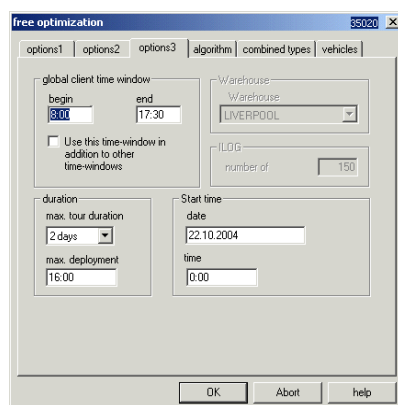 free optimization 35020
options1 options2 options3 algorithm combined types vehicles
global client time window
begin end
8:00 17:30
Use this time-window in
addition to other
time-windows
Warehouse
Warehouse
LIVERPOOL
ILOG
number of 150
duration
max. tour duration
2 days
max. deployment
16:00
Start time
date
22.10.2004
time
0:00
OK Abort help